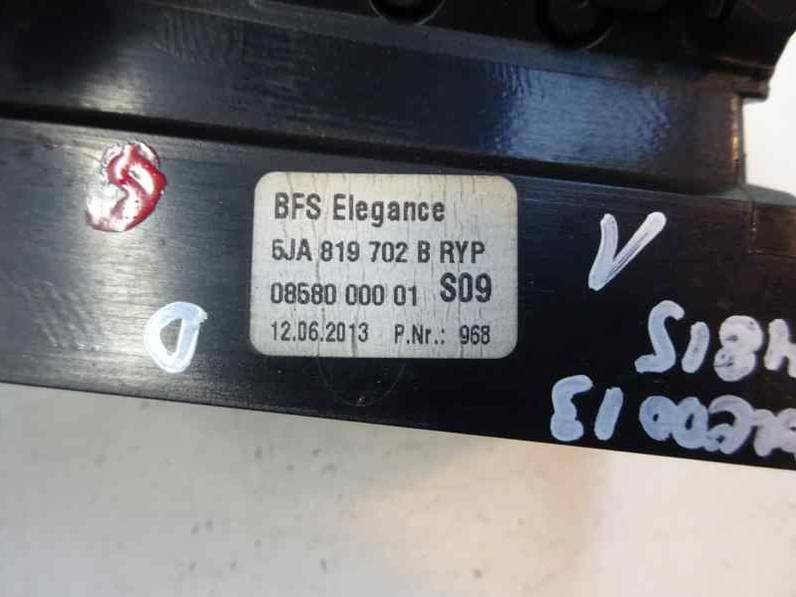 BFS Elegance
5JA 819 702 B RYP
08580 000 01 S09
12.06.2013 P.Nr.: 968
S
D
V